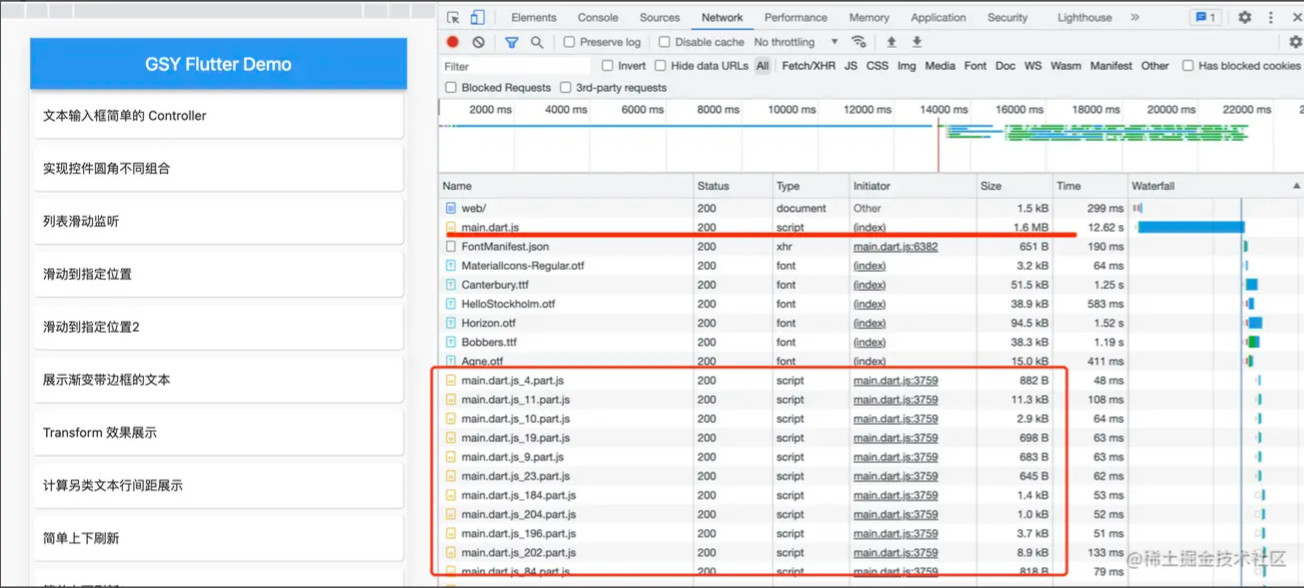 GSY Flutter Demo
文本输入框简单的 Controller
实现控件圆角不同组合
列表滑动监听
滑动到指定位置
滑动到指定位置2
展示渐变带边框的文本
Transform 效果展示
计算另类文本行间距展示
简单上下刷新
Elements Console Sources Network Performance Memory Application Security Lighthouse » 1
Preserve log Disable cache No throttling
Filter Invert Hide data URLs All Fetch/XHR JS CSS Img Media Font Doc WS Wasm Manifest Other Has blocked cookies
Blocked Requests 3rd-party requests
2000 ms 4000 ms 6000 ms 8000 ms 10000 ms 12000 ms 14000 ms 16000 ms 18000 ms 20000 ms 22000 ms 2
Name Status Type Initiator Size Time Waterfall
web/ 200 document Other 1.5 kB 299 ms
main.dart.js 200 script (index) 1.6 MB 12.62 s
FontManifest.json 200 xhr main.dart.js:6382 651 B 190 ms
MaterialIcons-Regular.otf 200 font (index) 3.2 kB 64 ms
Canterbury.ttf 200 font (index) 51.5 kB 1.25 s
HelloStockholm.otf 200 font (index) 38.9 kB 583 ms
Horizon.otf 200 font (index) 94.5 kB 1.52 s
Bobbers.ttf 200 font (index) 38.3 kB 1.19 s
Agne.otf 200 font (index) 15.0 kB 411 ms
main.dart.js_4.part.js 200 script main.dart.js:3759 882 B 48 ms
main.dart.js_11.part.js 200 script main.dart.js:3759 11.3 kB 108 ms
main.dart.js_10.part.js 200 script main.dart.js:3759 2.9 kB 64 ms
main.dart.js_19.part.js 200 script main.dart.js:3759 698 B 63 ms
main.dart.js_9.part.js 200 script main.dart.js:3759 683 B 63 ms
main.dart.js_23.part.js 200 script main.dart.js:3759 645 B 62 ms
main.dart.js_184.part.js 200 script main.dart.js:3759 1.4 kB 53 ms
main.dart.js_204.part.js 200 script main.dart.js:3759 1.0 kB 52 ms
main.dart.js_196.part.js 200 script main.dart.js:3759 3.7 kB 51 ms
main.dart.js_202.part.js 200 script main.dart.js:3759 8.9 kB 133 ms
main.dart.js_84.part.js 200 script main.dart.js:3759 818 B 79 ms
@稀土掘金技术社区